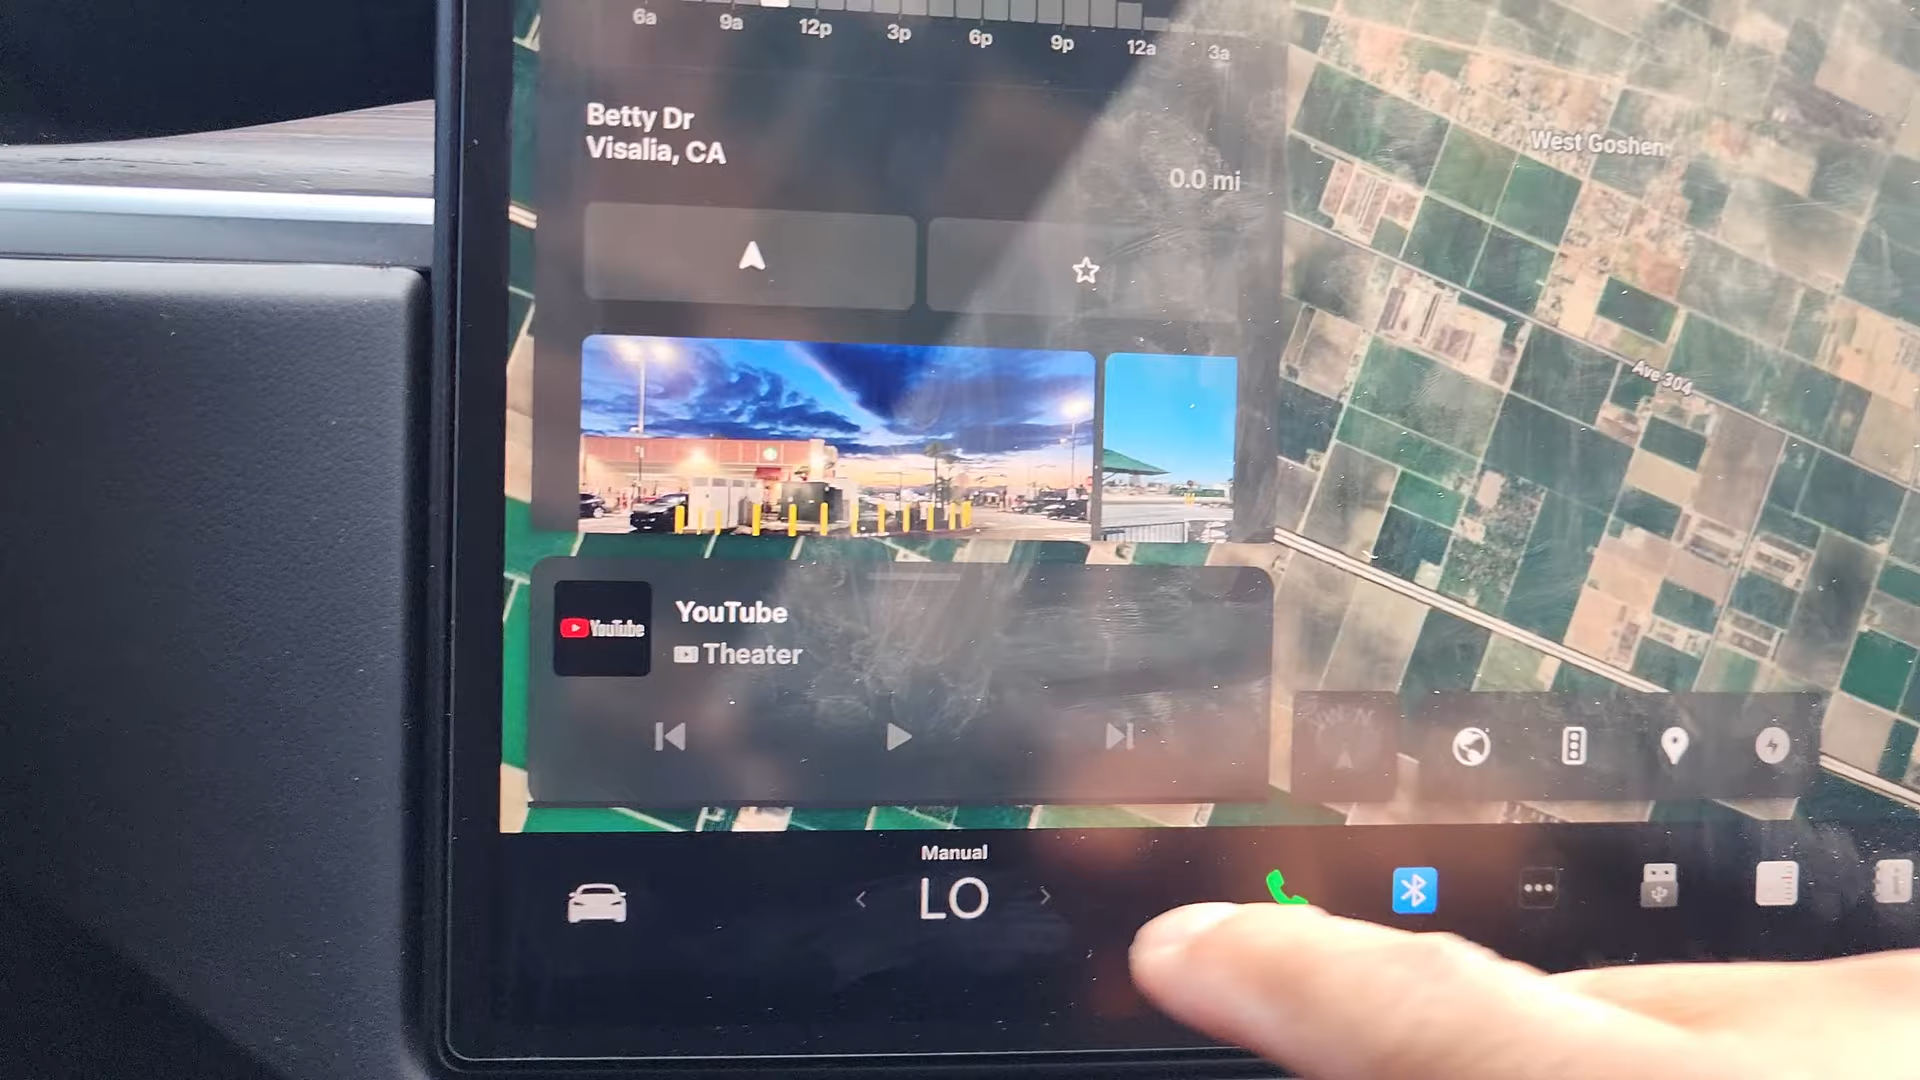 6a 9a 12p 3p 6p 9p 12a 3a
Betty Dr
Visalia, CA
0.0 mi
West Goshen
Ave 304
YouTube
YouTube
Theater
Manual
LO